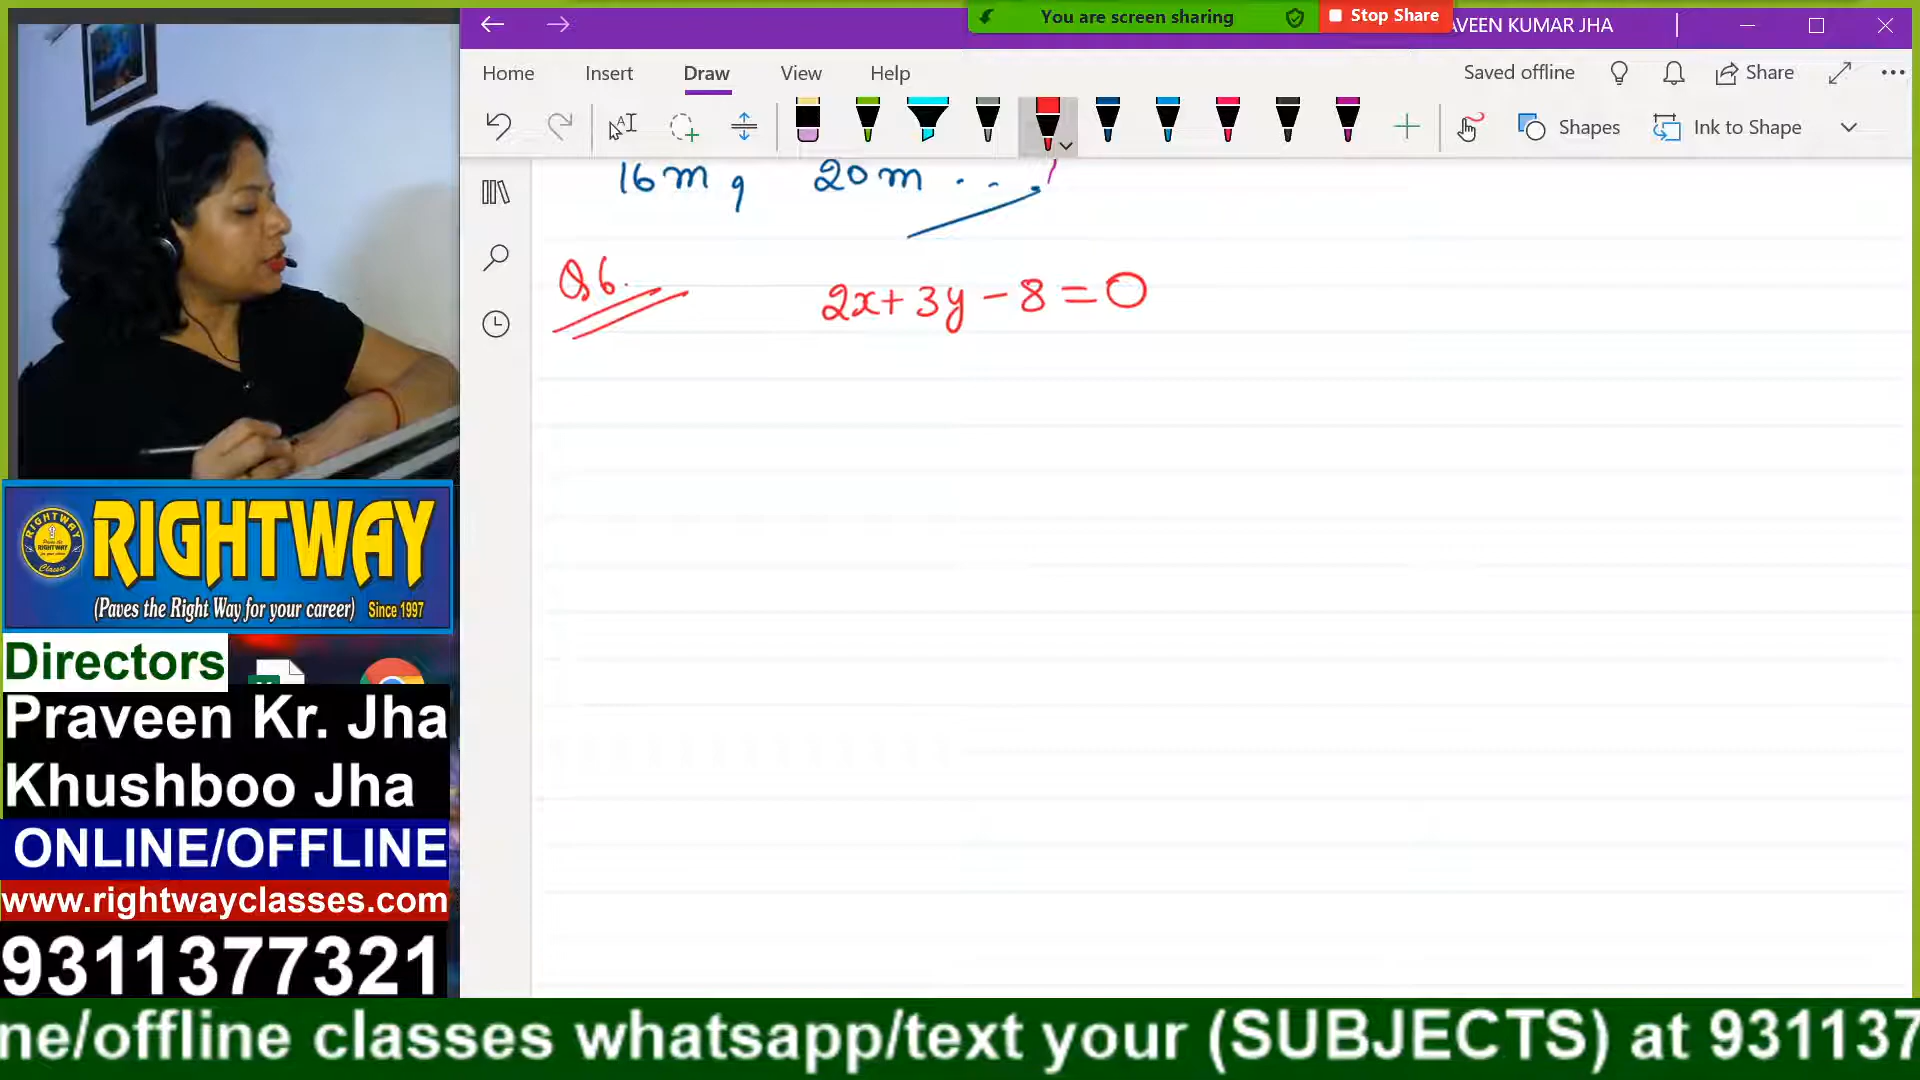 You are screen sharing
Stop Share
AVEEN KUMAR JHA
Home Insert Draw View Help
Saved offline
Share
Shapes
Ink to Shape
16m, 20m ...
Q6. 2x+3y-8=0
RIGHTWAY
(Paves the Right Way for your career) Since 1997
Directors
Praveen Kr. Jha
Khushboo Jha
ONLINE/OFFLINE
www.rightwayclasses.com
9311377321
ne/offline classes whatsapp/text your (SUBJECTS) at 931137